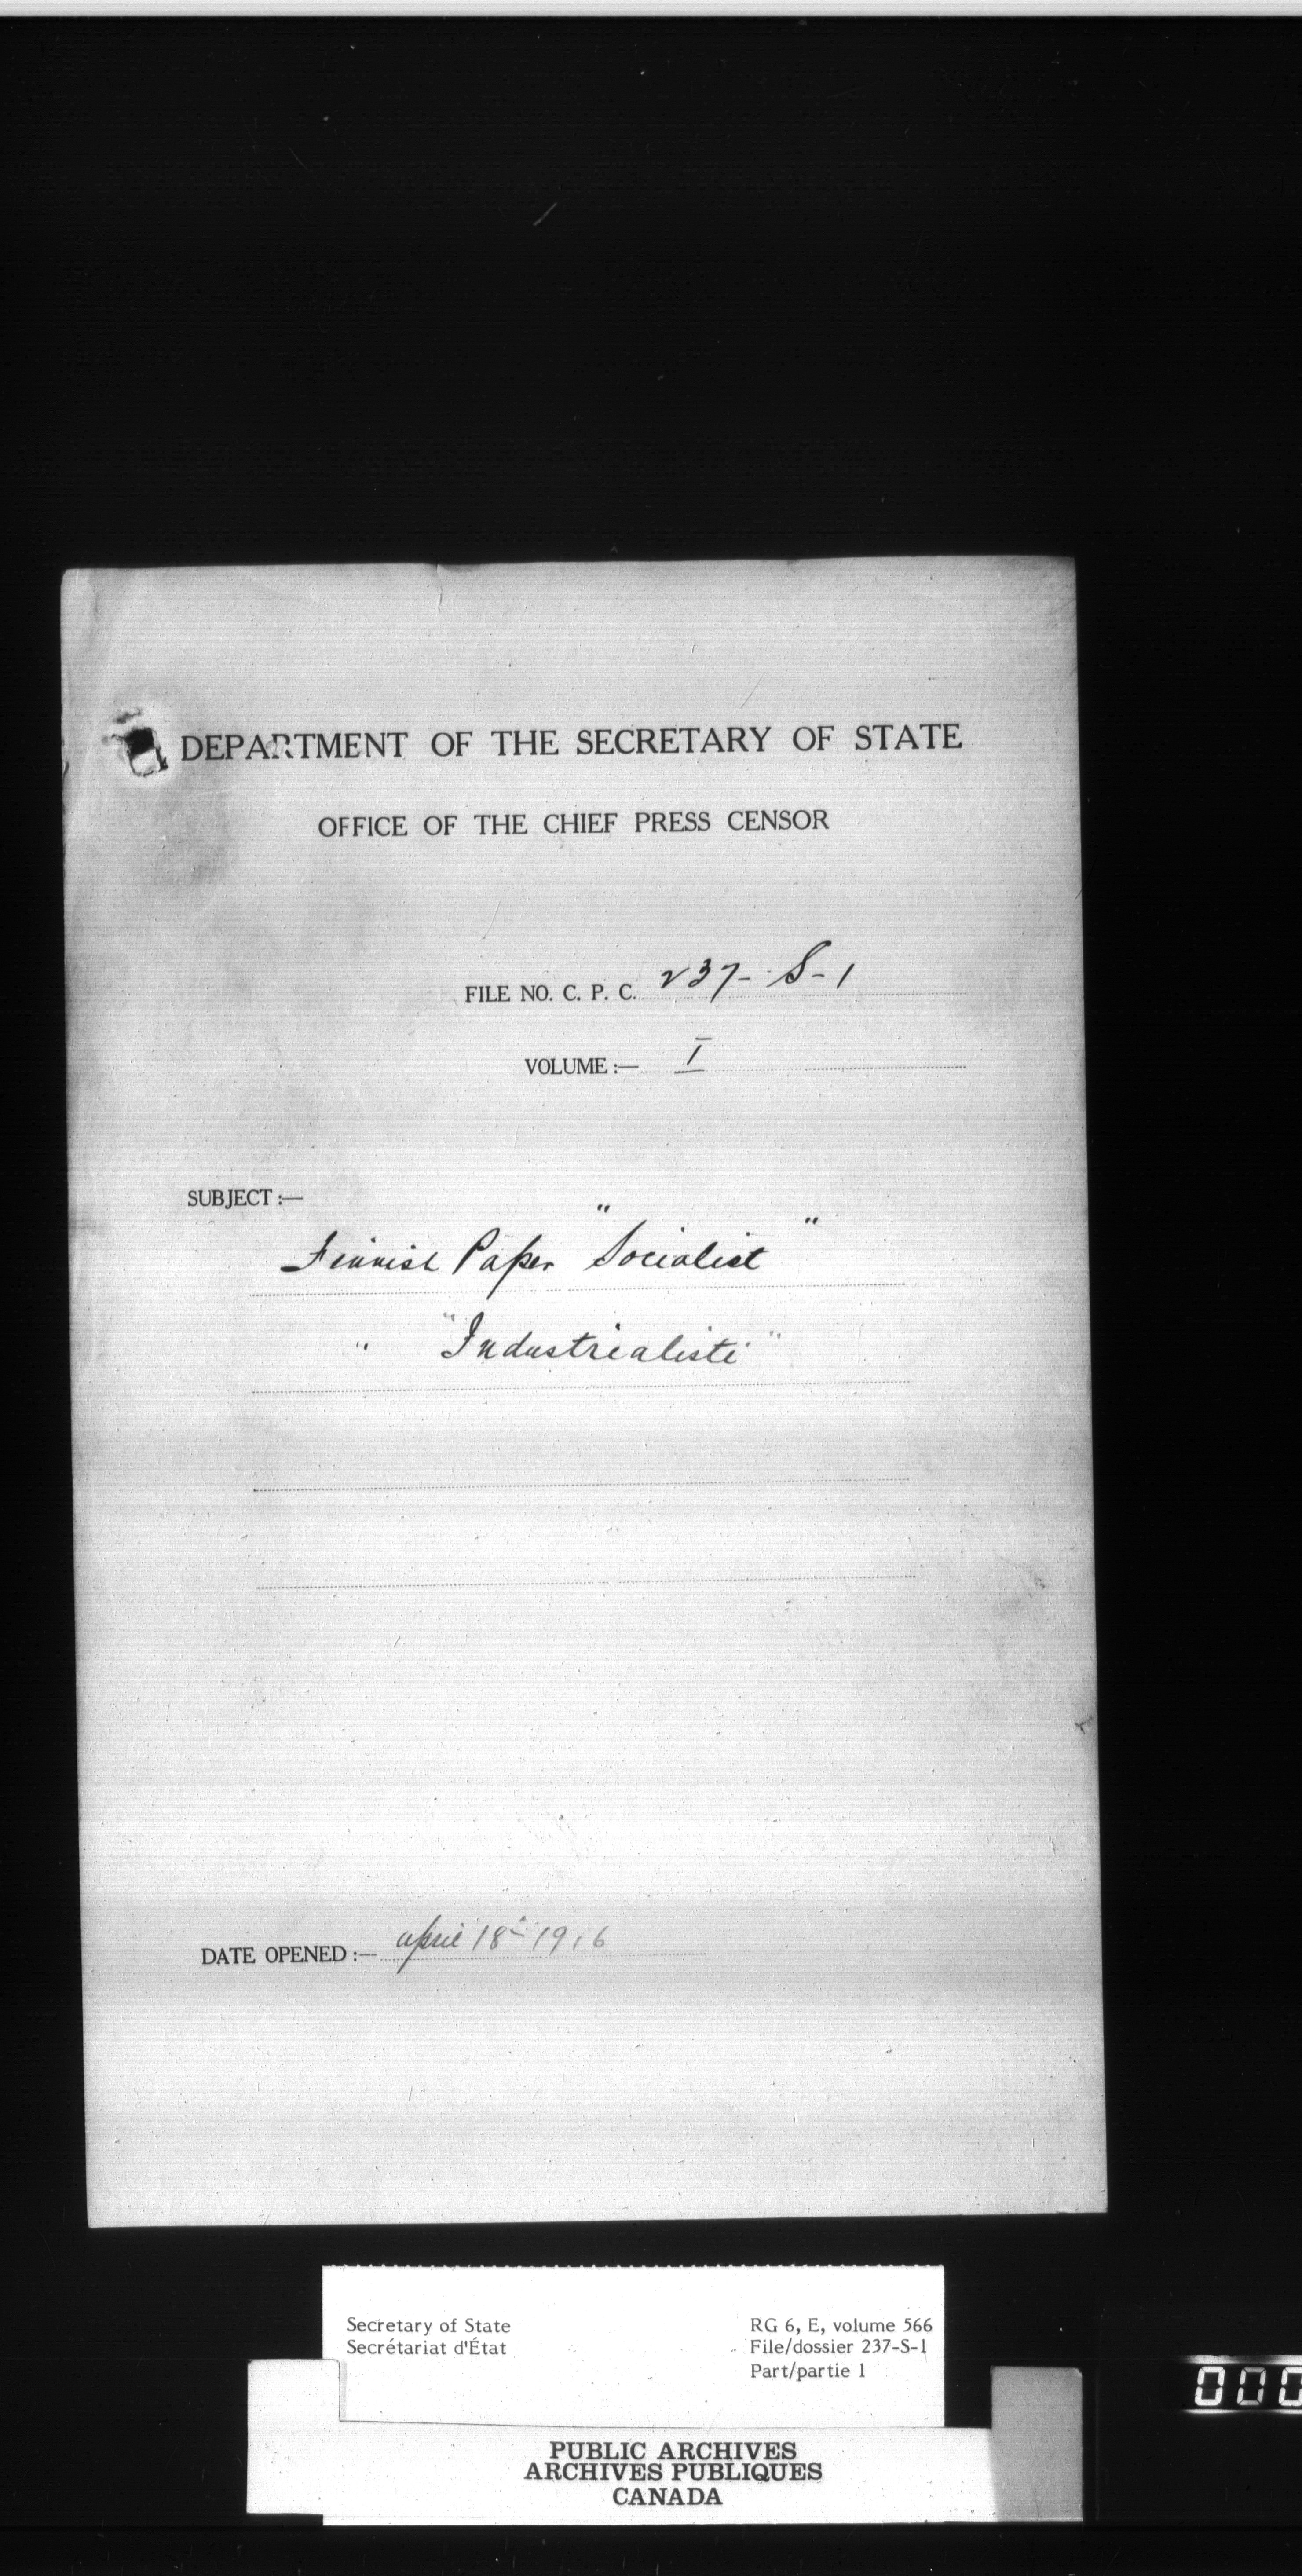 DEPARTMENT OF THE SECRETARY OF STATE
OFFICE OF THE CHIEF PRESS CENSOR
FILE NO. C. P. C. 237-S-1
VOLUME :— I
SUBJECT :—
Finnish Paper "Socialist"
" "Industrialisti"
DATE OPENED :— april 18th 1916
Secretary of State
Secrétariat d'État
RG 6, E, volume 566
File/dossier 237-S-1
Part/partie 1
PUBLIC ARCHIVES
ARCHIVES PUBLIQUES
CANADA
000